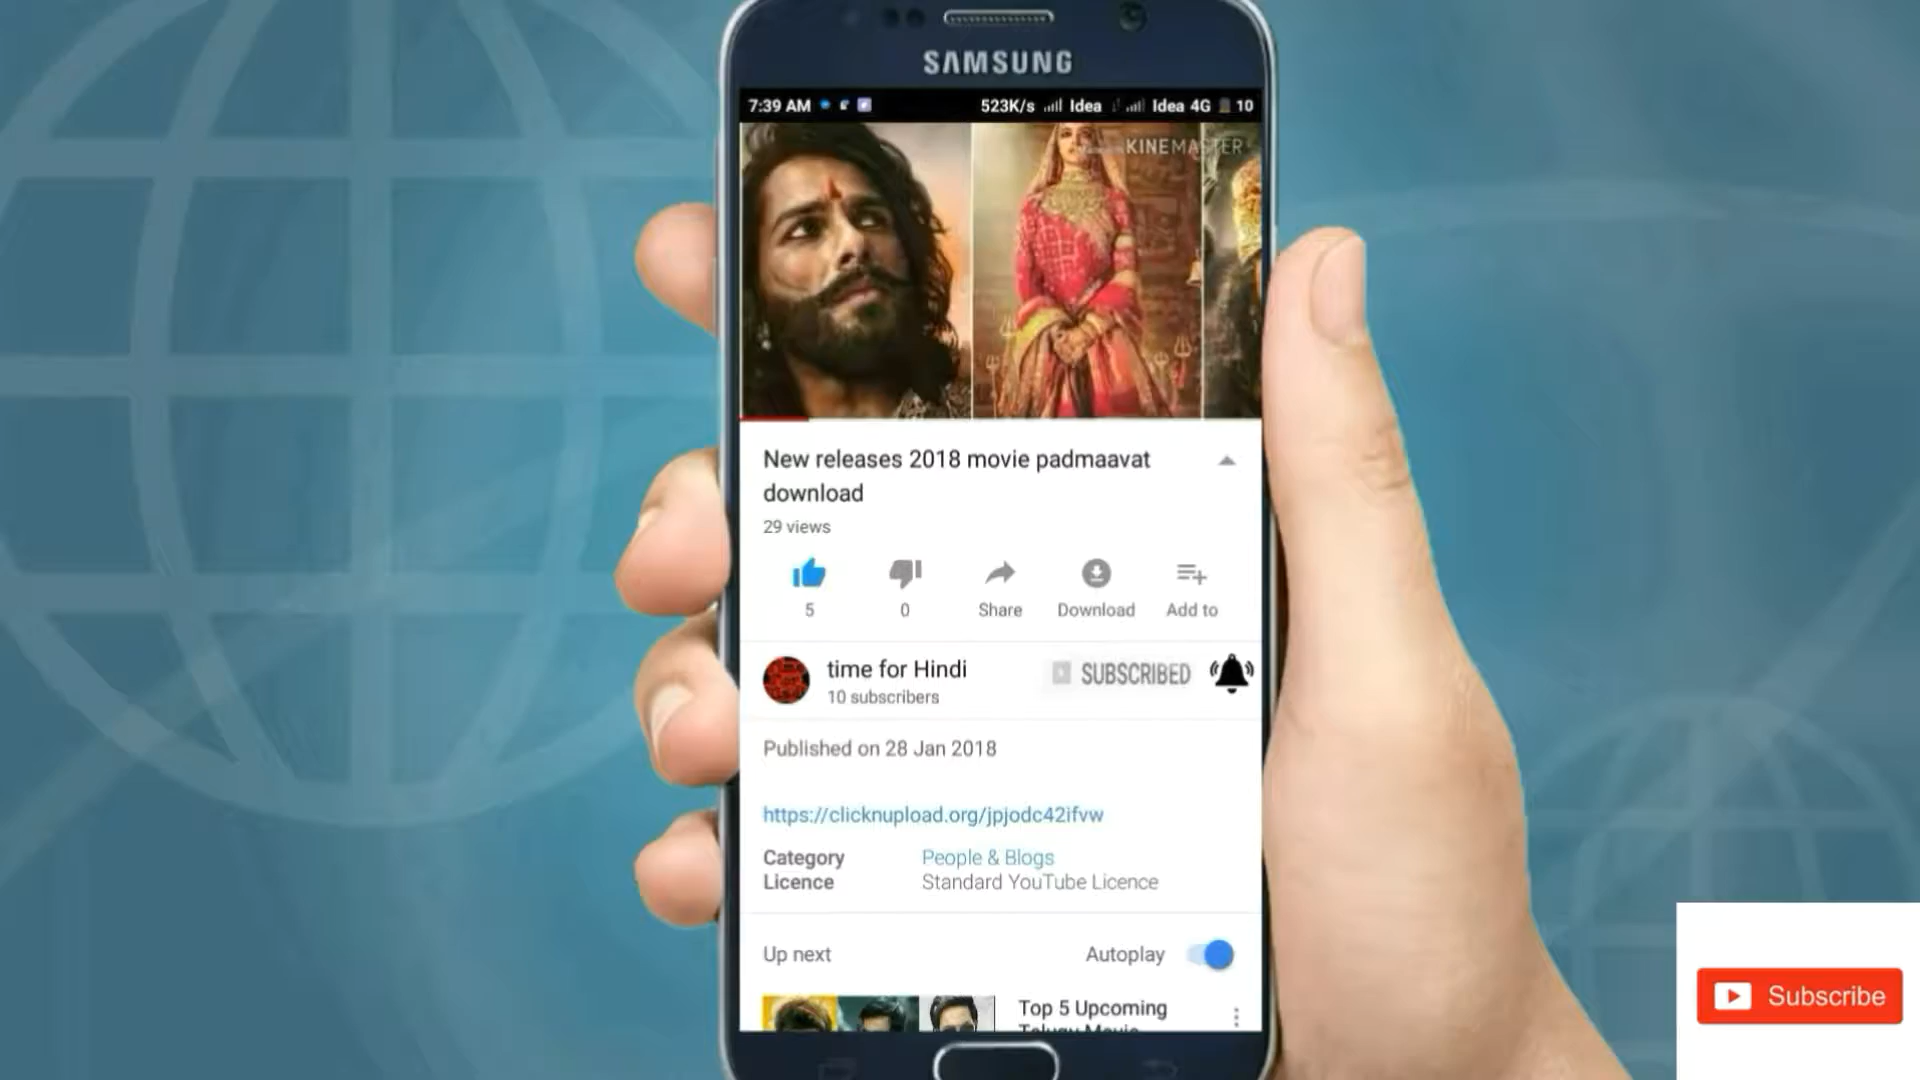 SAMSUNG
7:39 AM 523K/s Idea Idea 4G 10
KINEMASTER
New releases 2018 movie padmaavat
download
29 views
5 0 Share Download Add to
time for Hindi SUBSCRIBED
10 subscribers
Published on 28 Jan 2018
https://clicknupload.org/jpjodc42ifvw
Category People & Blogs
Licence Standard YouTube Licence
Up next Autoplay
Top 5 Upcoming
Telugu Movie
Subscribe